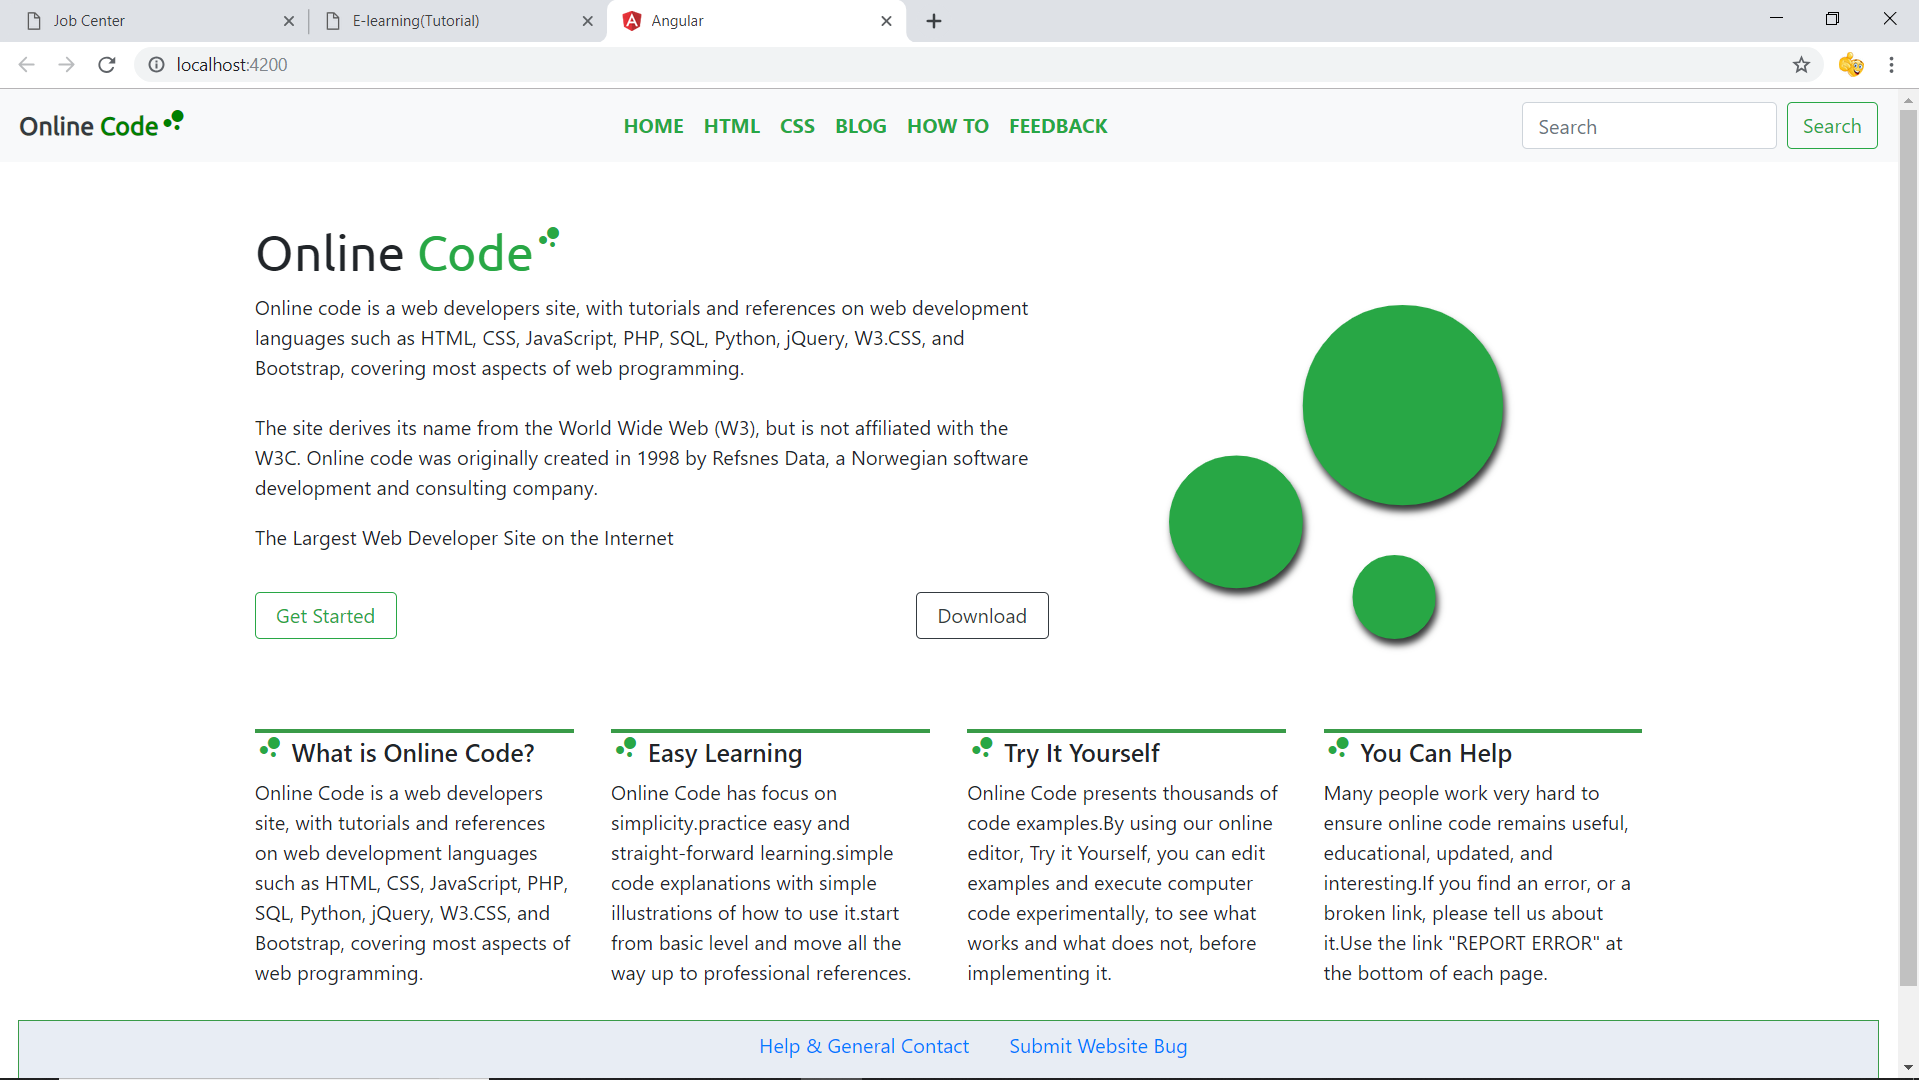 Job Center
E-learning(Tutorial)
Angular
localhost:4200
Online Code
HOME
HTML
CSS
BLOG
HOW TO
FEEDBACK
Search
Search
Online Code
Online code is a web developers site, with tutorials and references on web development
languages such as HTML, CSS, JavaScript, PHP, SQL, Python, jQuery, W3.CSS, and
Bootstrap, covering most aspects of web programming.
The site derives its name from the World Wide Web (W3), but is not affiliated with the
W3C. Online code was originally created in 1998 by Refsnes Data, a Norwegian software
development and consulting company.
The Largest Web Developer Site on the Internet
Get Started
Download
What is Online Code?
Online Code is a web developers
site, with tutorials and references
on web development languages
such as HTML, CSS, JavaScript, PHP,
SQL, Python, jQuery, W3.CSS, and
Bootstrap, covering most aspects of
web programming.
Easy Learning
Online Code has focus on
simplicity.practice easy and
straight-forward learning.simple
code explanations with simple
illustrations of how to use it.start
from basic level and move all the
way up to professional references.
Try It Yourself
Online Code presents thousands of
code examples.By using our online
editor, Try it Yourself, you can edit
examples and execute computer
code experimentally, to see what
works and what does not, before
implementing it.
You Can Help
Many people work very hard to
ensure online code remains useful,
educational, updated, and
interesting.If you find an error, or a
broken link, please tell us about
it.Use the link "REPORT ERROR" at
the bottom of each page.
Help & General Contact
Submit Website Bug